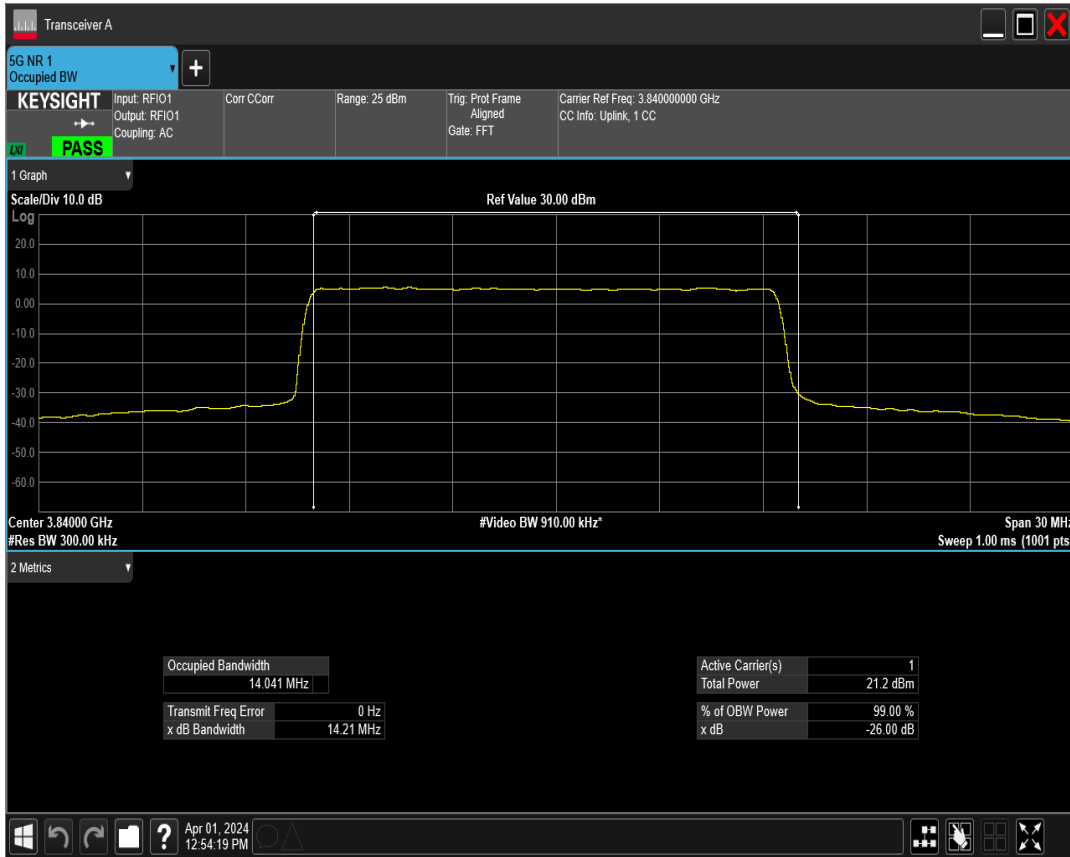 Transceiver A
5G NR 1
Occupied BW
KEYSIGHT
Input: RFIO1
Output: RFIO1
Coupling: AC
Corr CCorr
Range: 25 dBm
Trig: Prot Frame
Aligned
Gate: FFT
Carrier Ref Freq: 3.840000000 GHz
CC Info: Uplink, 1 CC
LXI
PASS
1 Graph
Scale/Div 10.0 dB
Ref Value 30.00 dBm
Log
20.0
10.0
0.00
-10.0
-20.0
-30.0
-40.0
-50.0
-60.0
Center 3.84000 GHz
#Video BW 910.00 kHz*
Span 30 MHz
#Res BW 300.00 kHz
Sweep 1.00 ms (1001 pts
2 Metrics
Occupied Bandwidth
14.041 MHz
Transmit Freq Error 0 Hz
x dB Bandwidth 14.21 MHz
Active Carrier(s) 1
Total Power 21.2 dBm
% of OBW Power 99.00 %
x dB -26.00 dB
?
Apr 01, 2024
12:54:19 PM